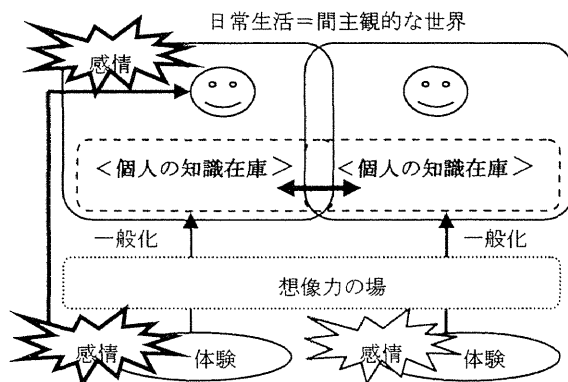 日常生活＝間主観的な世界
感情
＜個人の知識在庫＞ ＜個人の知識在庫＞
一般化 一般化
想像力の場
感情 体験 感情 体験